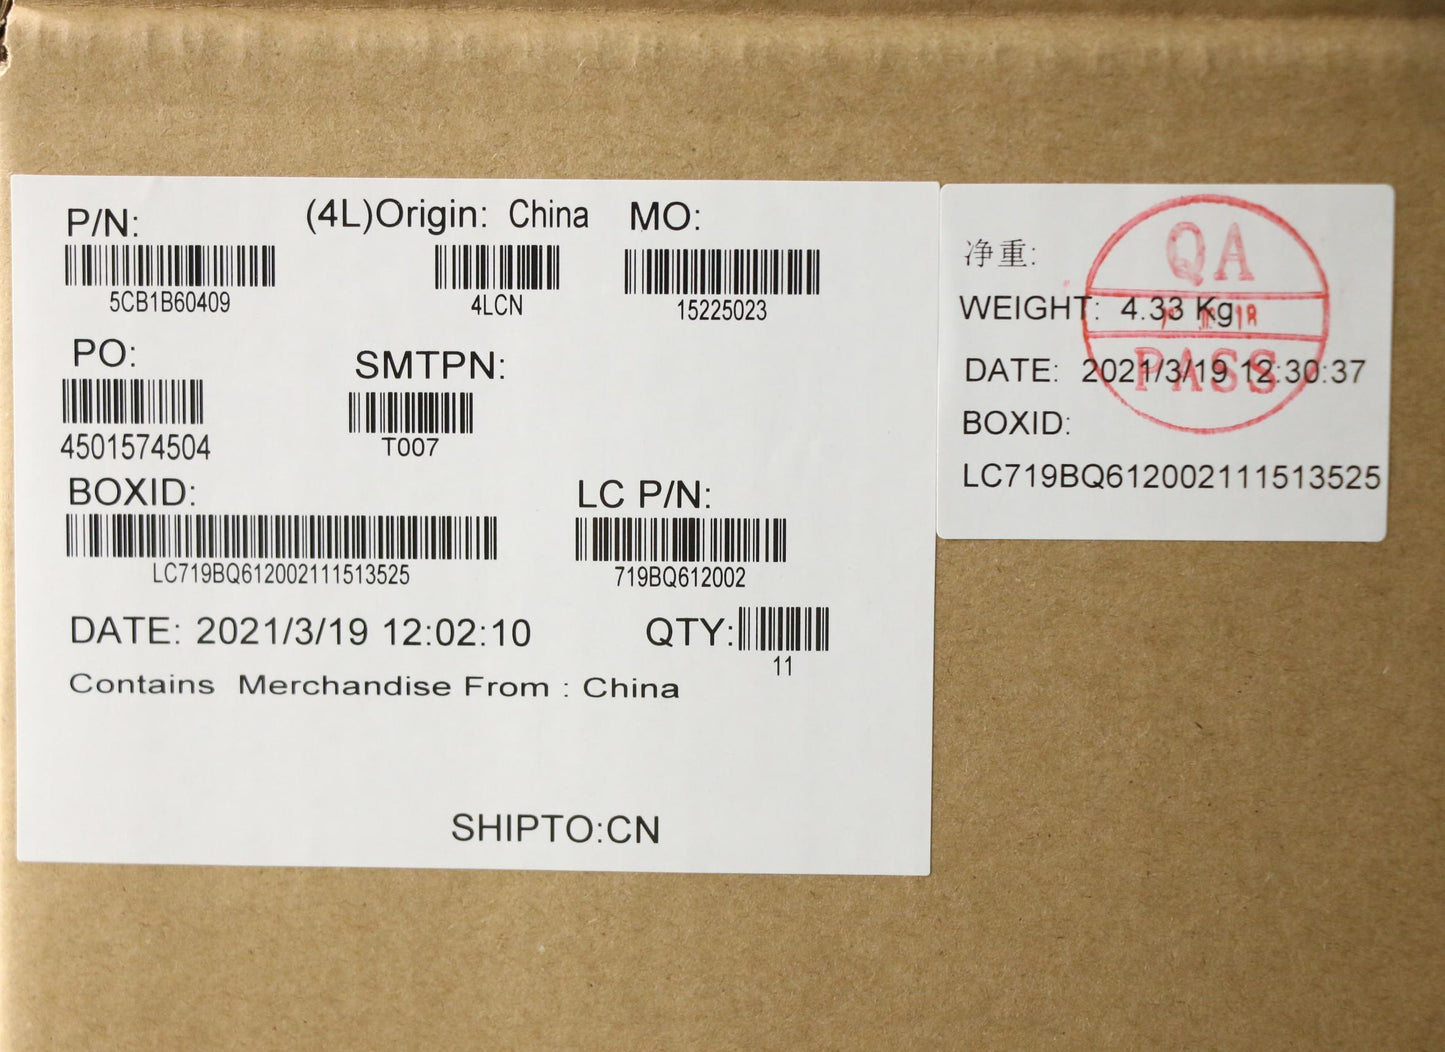 P/N: (4L)Origin: China MO:
5CB1B60409 4LCN 15225023
PO: SMTPN:
4501574504 T007
BOXID: LC P/N:
LC719BQ612002111513525 719BQ612002
DATE: 2021/3/19 12:02:10 QTY:
11
Contains Merchandise From : China
SHIPTO:CN
净重:
WEIGHT: 4.33 Kg
DATE: 2021/3/19 12:30:37
BOXID:
LC719BQ612002111513525
QA
PASS